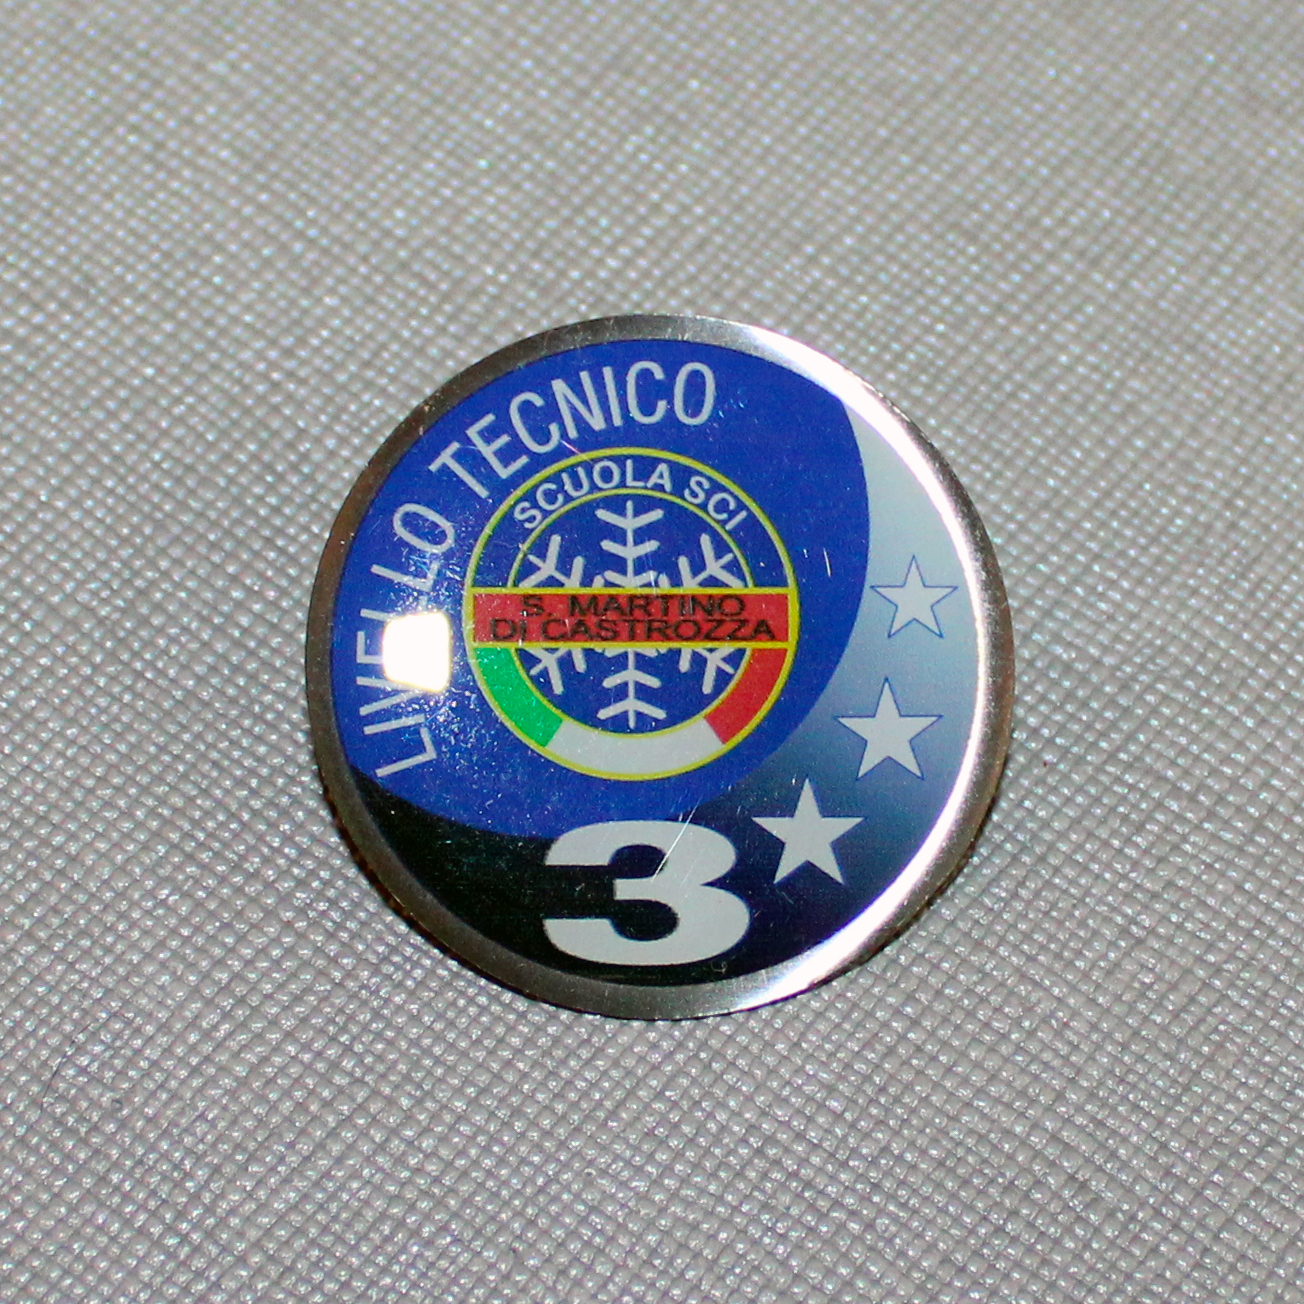 LIVELLO TECNICO
SCUOLA SCI
S. MARTINO
DI CASTROZZA
3